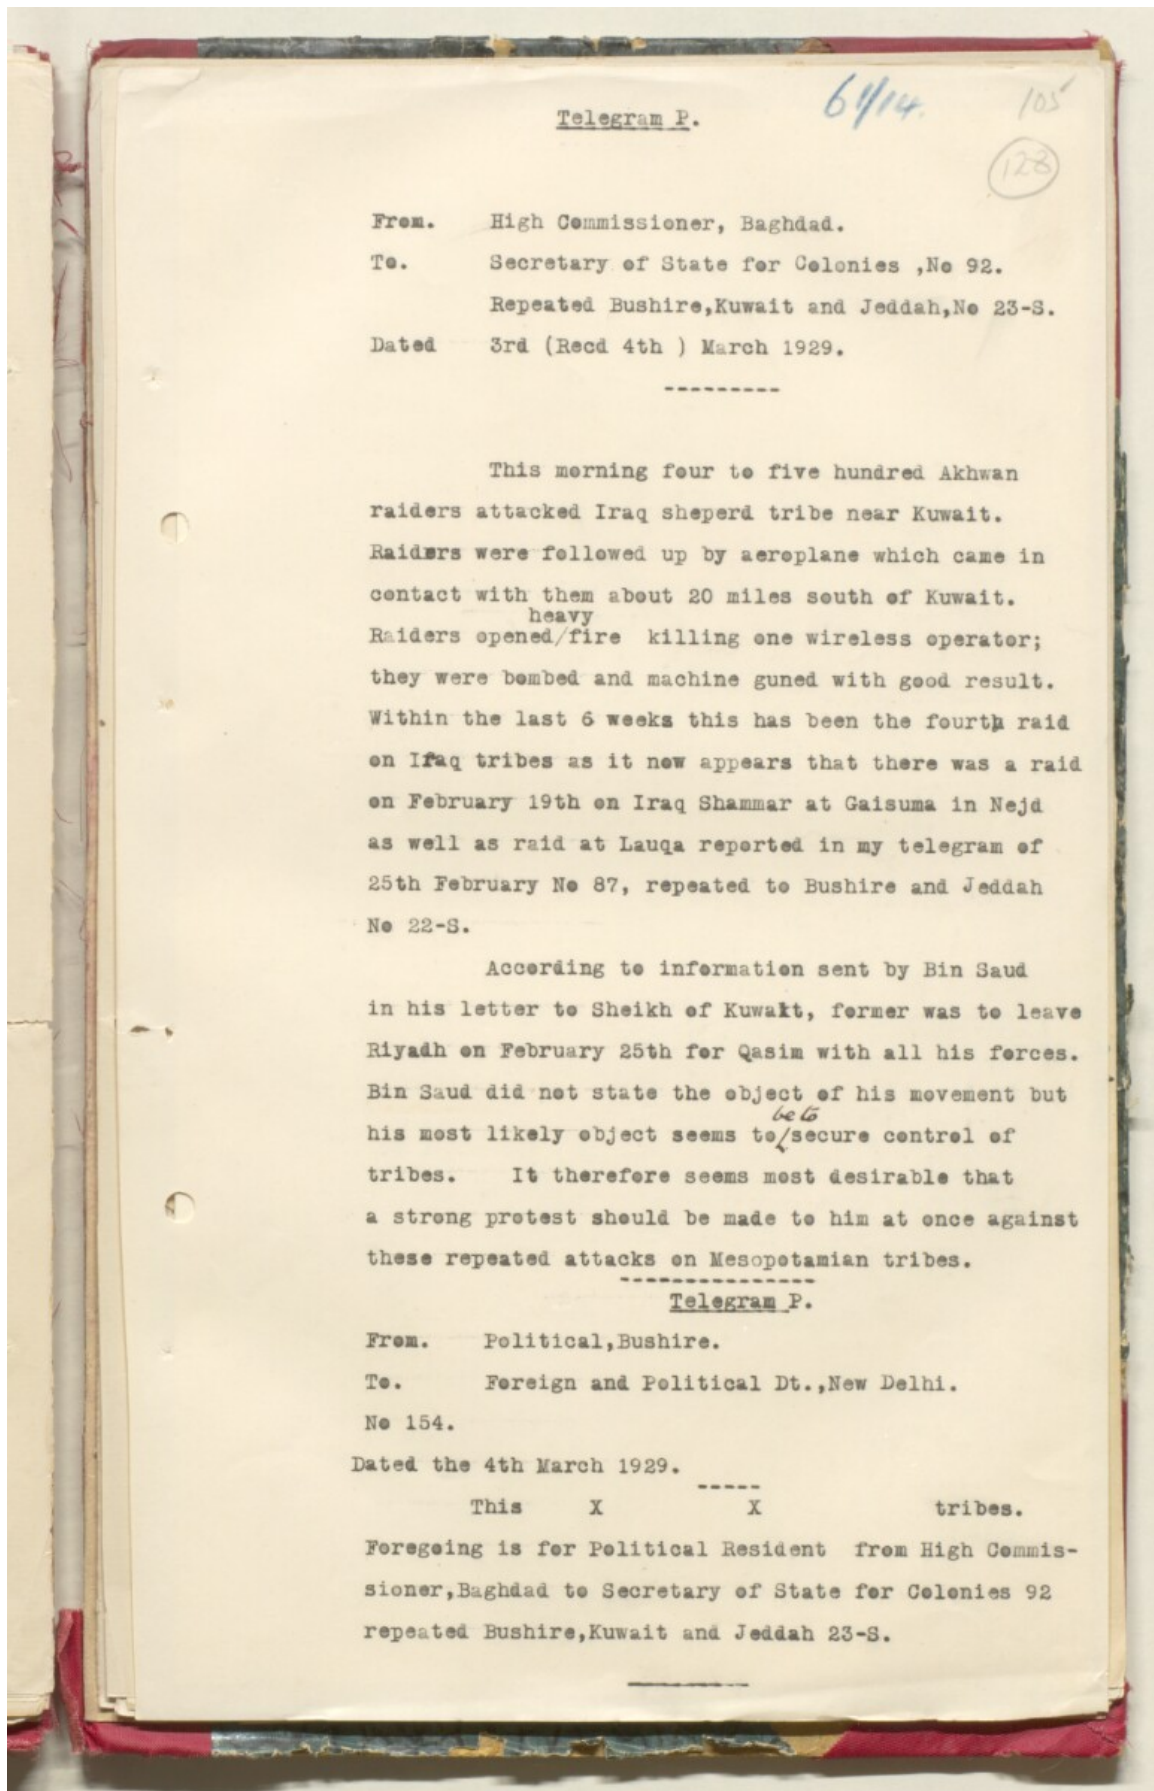 61/14.
105
128
Telegram P.
From. High Commissioner, Baghdad.
To. Secretary of State for Colonies ,No 92.
Repeated Bushire,Kuwait and Jeddah,No 23-S.
Dated 3rd (Recd 4th ) March 1929.
---------
This morning four to five hundred Akhwan
raiders attacked Iraq sheperd tribe near Kuwait.
Raiders were followed up by aeroplane which came in
contact with them about 20 miles south of Kuwait.
heavy
Raiders opened/fire killing one wireless operator;
they were bombed and machine guned with good result.
Within the last 6 weeks this has been the fourth raid
on Iraq tribes as it now appears that there was a raid
on February 19th on Iraq Shammar at Gaisuma in Nejd
as well as raid at Lauqa reported in my telegram of
25th February No 87, repeated to Bushire and Jeddah
No 22-S.
According to information sent by Bin Saud
in his letter to Sheikh of Kuwait, former was to leave
Riyadh on February 25th for Qasim with all his forces.
Bin Saud did not state the object of his movement but
be to
his most likely object seems to/secure control of
tribes. It therefore seems most desirable that
a strong protest should be made to him at once against
these repeated attacks on Mesopotamian tribes.
---------------
Telegram P.
From. Political,Bushire.
To. Foreign and Political Dt.,New Delhi.
No 154.
Dated the 4th March 1929.
-----
This X X tribes.
Foregoing is for Political Resident from High Commis-
sioner,Baghdad to Secretary of State for Colonies 92
repeated Bushire,Kuwait and Jeddah 23-S.